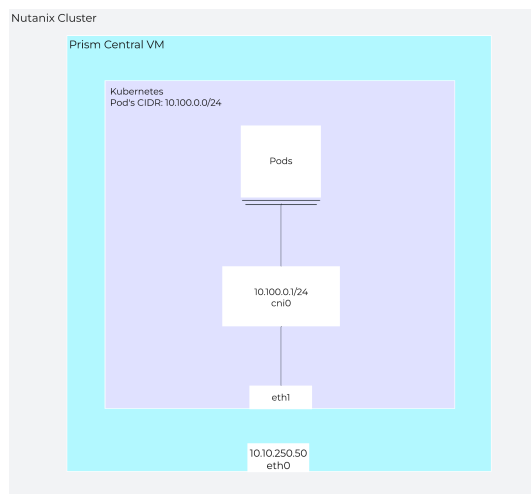 Nutanix Cluster
Prism Central VM
Kubernetes
Pod's CIDR: 10.100.0.0/24
Pods
10.100.0.1/24
cni0
eth1
10.10.250.50
eth0